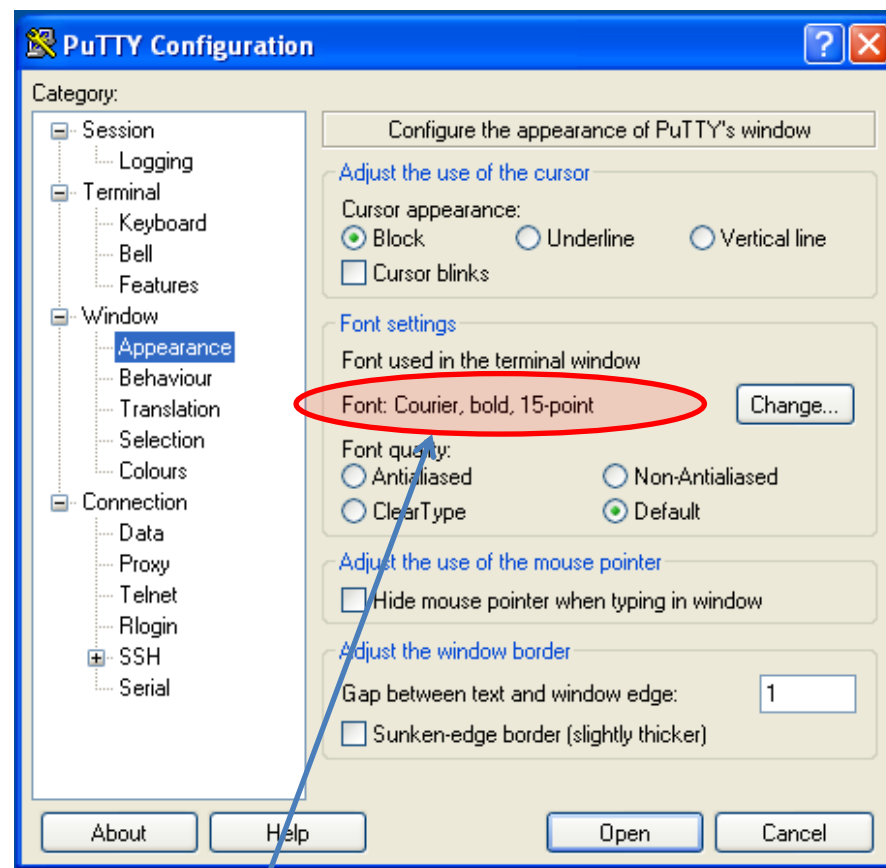 PuTTY Configuration
Category:
Session
Logging
Terminal
Keyboard
Bell
Features
Window
Appearance
Behaviour
Translation
Selection
Colours
Connection
Data
Proxy
Telnet
Rlogin
SSH
Serial
Configure the appearance of PuTTY's window
Adjust the use of the cursor
Cursor appearance:
Block Underline Vertical line
Cursor blinks
Font settings
Font used in the terminal window
Font: Courier, bold, 15-point Change...
Font quality:
Antialiased Non-Antialiased
ClearType Default
Adjust the use of the mouse pointer
Hide mouse pointer when typing in window
Adjust the window border
Gap between text and window edge: 1
Sunken-edge border (slightly thicker)
About Help Open Cancel